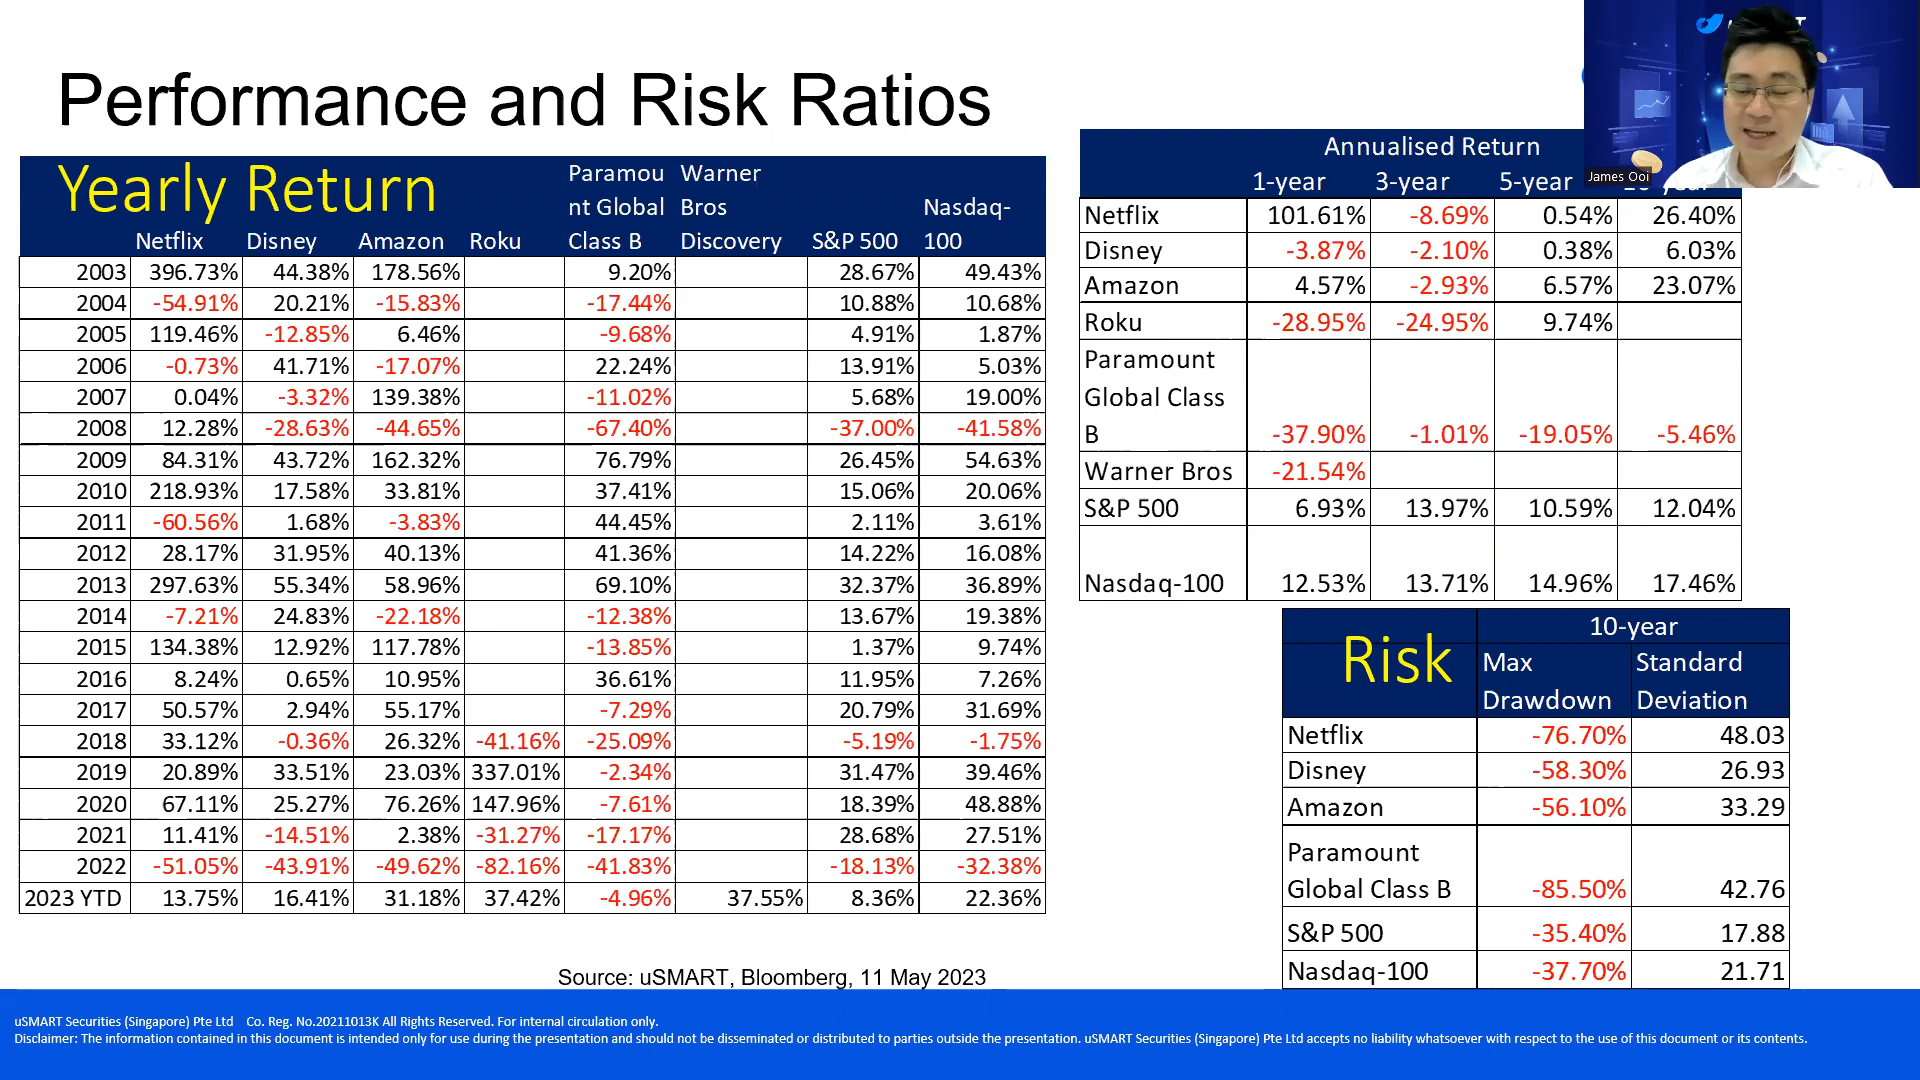 Performance and Risk Ratios
Yearly Return
Netflix Disney Amazon Roku Paramou nt Global Class B Warner Bros Discovery S&P 500 Nasdaq- 100
2003 396.73% 44.38% 178.56% 9.20% 28.67% 49.43%
2004 -54.91% 20.21% -15.83% -17.44% 10.88% 10.68%
2005 119.46% -12.85% 6.46% -9.68% 4.91% 1.87%
2006 -0.73% 41.71% -17.07% 22.24% 13.91% 5.03%
2007 0.04% -3.32% 139.38% -11.02% 5.68% 19.00%
2008 12.28% -28.63% -44.65% -67.40% -37.00% -41.58%
2009 84.31% 43.72% 162.32% 76.79% 26.45% 54.63%
2010 218.93% 17.58% 33.81% 37.41% 15.06% 20.06%
2011 -60.56% 1.68% -3.83% 44.45% 2.11% 3.61%
2012 28.17% 31.95% 40.13% 41.36% 14.22% 16.08%
2013 297.63% 55.34% 58.96% 69.10% 32.37% 36.89%
2014 -7.21% 24.83% -22.18% -12.38% 13.67% 19.38%
2015 134.38% 12.92% 117.78% -13.85% 1.37% 9.74%
2016 8.24% 0.65% 10.95% 36.61% 11.95% 7.26%
2017 50.57% 2.94% 55.17% -7.29% 20.79% 31.69%
2018 33.12% -0.36% 26.32% -41.16% -25.09% -5.19% -1.75%
2019 20.89% 33.51% 23.03% 337.01% -2.34% 31.47% 39.46%
2020 67.11% 25.27% 76.26% 147.96% -7.61% 18.39% 48.88%
2021 11.41% -14.51% 2.38% -31.27% -17.17% 28.68% 27.51%
2022 -51.05% -43.91% -49.62% -82.16% -41.83% -18.13% -32.38%
2023 YTD 13.75% 16.41% 31.18% 37.42% -4.96% 37.55% 8.36% 22.36%
Annualised Return
1-year 3-year 5-year
Netflix 101.61% -8.69% 0.54% 26.40%
Disney -3.87% -2.10% 0.38% 6.03%
Amazon 4.57% -2.93% 6.57% 23.07%
Roku -28.95% -24.95% 9.74%
Paramount
Global Class
B -37.90% -1.01% -19.05% -5.46%
Warner Bros -21.54%
S&P 500 6.93% 13.97% 10.59% 12.04%
Nasdaq-100 12.53% 13.71% 14.96% 17.46%
Risk
10-year
Max Drawdown Standard Deviation
Netflix -76.70% 48.03
Disney -58.30% 26.93
Amazon -56.10% 33.29
Paramount
Global Class B -85.50% 42.76
S&P 500 -35.40% 17.88
Nasdaq-100 -37.70% 21.71
James Ooi
Source: uSMART, Bloomberg, 11 May 2023
uSMART Securities (Singapore) Pte Ltd Co. Reg. No.20211013K All Rights Reserved. For internal circulation only.
Disclaimer: The information contained in this document is intended only for use during the presentation and should not be disseminated or distributed to parties outside the presentation. uSMART Securities (Singapore) Pte Ltd accepts no liability whatsoever with respect to the use of this document or its contents.